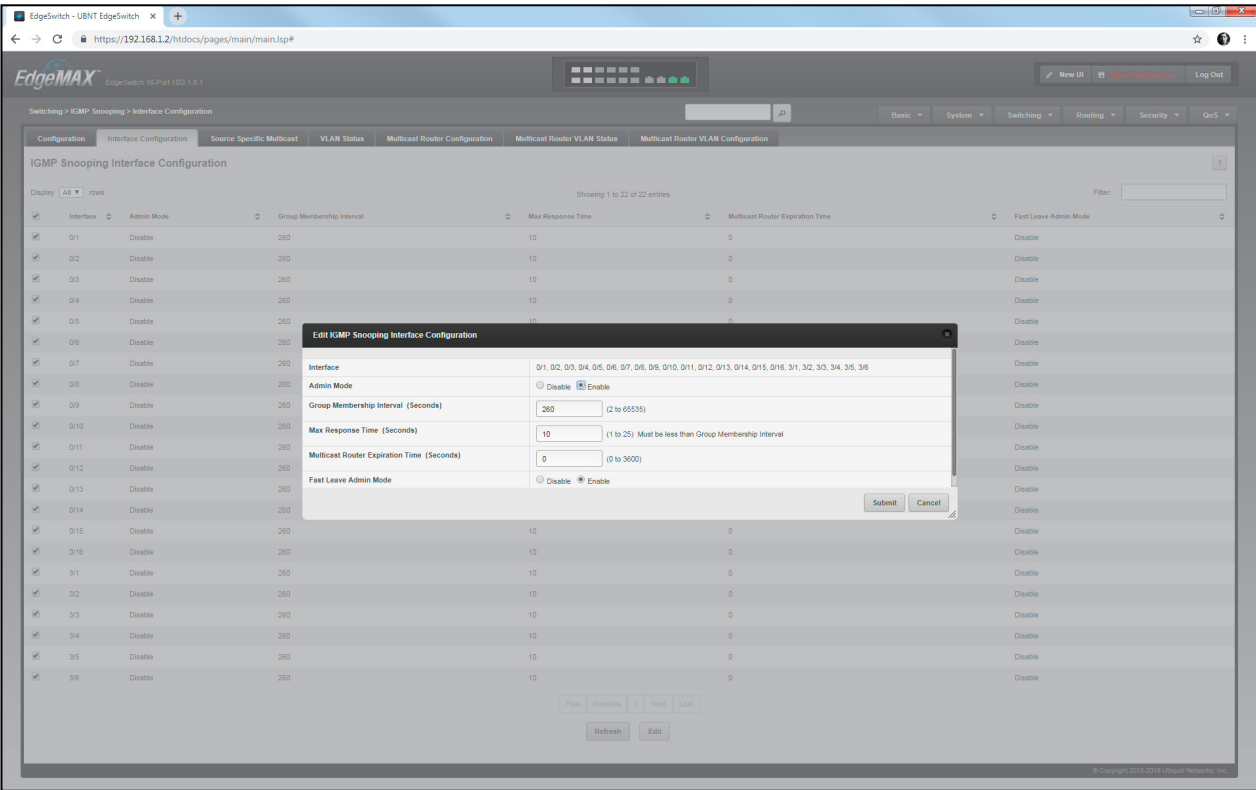 EdgeSwitch - UBNT EdgeSwitch
https://192.168.1.2/htdocs/pages/main/main.lsp#
EdgeMAX™ EdgeSwitch 16-Port 10G 1.8.1
New UI Log Out
Switching > IGMP Snooping > Interface Configuration
Basic System Switching Routing Security QoS
Configuration Interface Configuration Source Specific Multicast VLAN Status Multicast Router Configuration Multicast Router VLAN Status Multicast Router VLAN Configuration
IGMP Snooping Interface Configuration ?
Display All rows Showing 1 to 22 of 22 entries Filter:
Interface Admin Mode Group Membership Interval Max Response Time Multicast Router Expiration Time Fast Leave Admin Mode
0/1 Disable 260 10 0 Disable
0/2 Disable 260 10 0 Disable
0/3 Disable 260 10 0 Disable
0/4 Disable 260 10 0 Disable
0/5 Disable 260 10 0 Disable
0/6 Disable 260 Disable
0/7 Disable 260 Disable
0/8 Disable 260 Disable
0/9 Disable 260 Disable
0/10 Disable 260 Disable
0/11 Disable 260 Disable
0/12 Disable 260 Disable
0/13 Disable 260 Disable
0/14 Disable 260 Disable
0/15 Disable 260 10 0 Disable
0/16 Disable 260 10 0 Disable
3/1 Disable 260 10 0 Disable
3/2 Disable 260 10 0 Disable
3/3 Disable 260 10 0 Disable
3/4 Disable 260 10 0 Disable
3/5 Disable 260 10 0 Disable
3/6 Disable 260 10 0 Disable
Edit IGMP Snooping Interface Configuration
Interface 0/1, 0/2, 0/3, 0/4, 0/5, 0/6, 0/7, 0/8, 0/9, 0/10, 0/11, 0/12, 0/13, 0/14, 0/15, 0/16, 3/1, 3/2, 3/3, 3/4, 3/5, 3/6
Admin Mode Disable Enable
Group Membership Interval (Seconds) 260 (2 to 65535)
Max Response Time (Seconds) 10 (1 to 25) Must be less than Group Membership Interval
Multicast Router Expiration Time (Seconds) 0 (0 to 3600)
Fast Leave Admin Mode Disable Enable
Submit Cancel
First Previous 1 Next Last
Refresh Edit
© Copyright 2013-2018 Ubiquiti Networks, Inc.